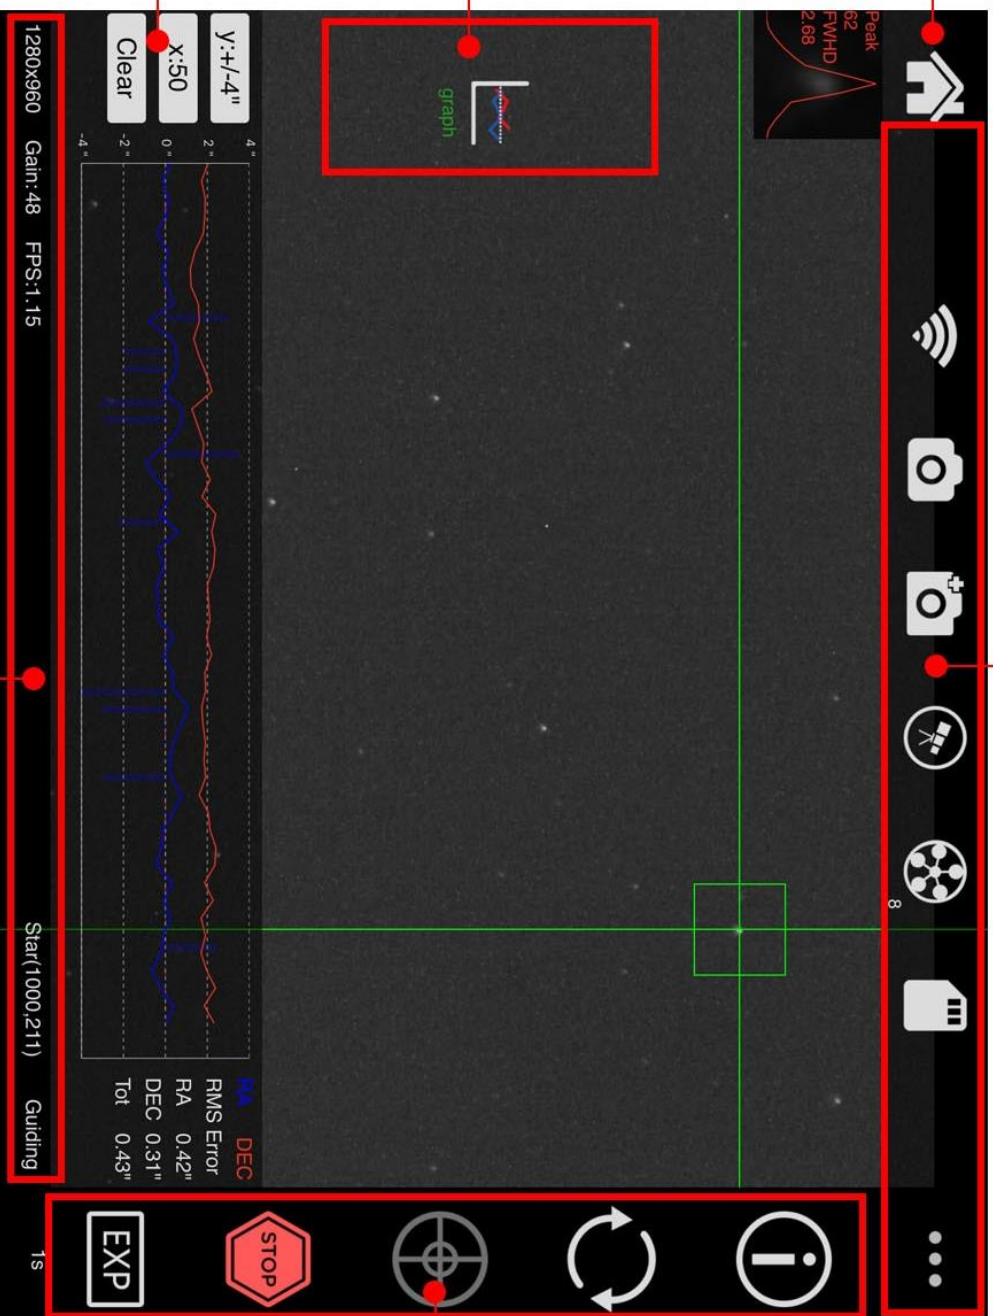 Peak
62
FWHD
2.68
8
graph
y:+/-4"
x:50
Clear
4"
2"
0"
-2"
-4"
RA DEC
RMS Error
RA 0.42"
DEC 0.31"
Tot 0.43"
STOP
EXP
1s
1280x960 Gain:48 FPS:1.15 Star(1000,211) Guiding